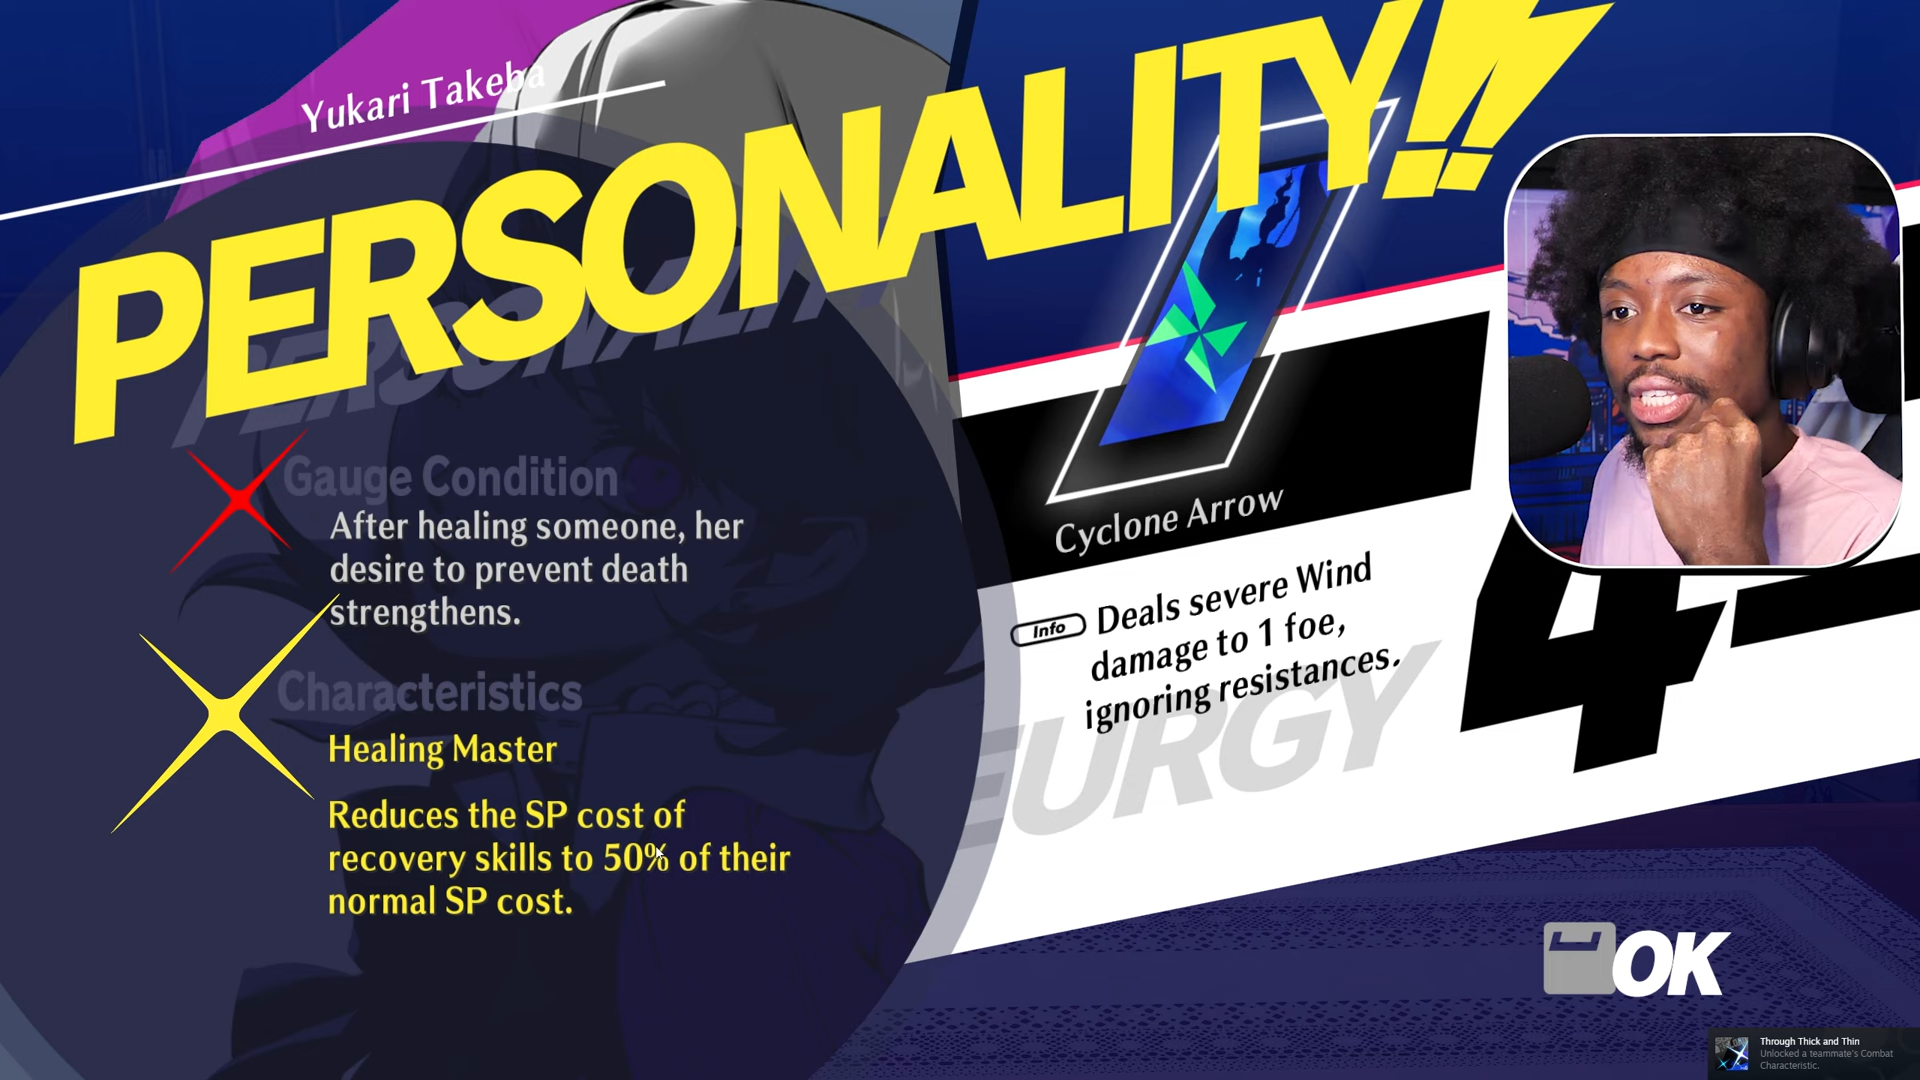 Yukari Takeba
PERSONALITY!!
PERSONALITY
Gauge Condition
After healing someone, her
desire to prevent death
strengthens.
Characteristics
Healing Master
Reduces the SP cost of
recovery skills to 50% of their
normal SP cost.
Cyclone Arrow
Info
Deals severe Wind
damage to 1 foe,
ignoring resistances.
EURGY
OK
Through Thick and Thin
Unlocked a teammate's Combat
Characteristic.